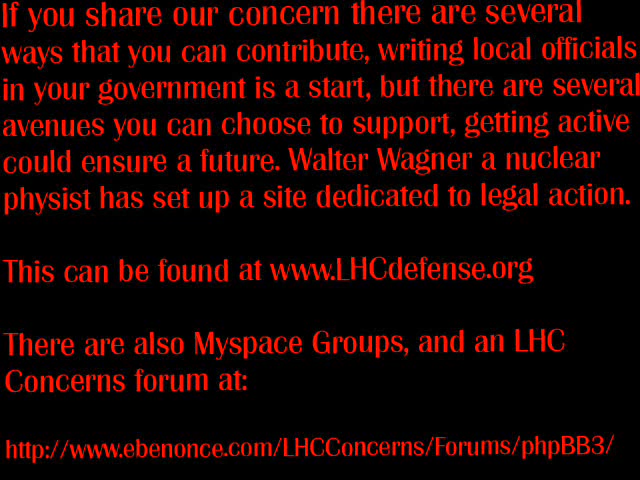 If you share our concern there are several
ways that you can contribute, writing local officials
in your government is a start, but there are several
avenues you can choose to support, getting active
could ensure a future. Walter Wagner a nuclear
physist has set up a site dedicated to legal action.
This can be found at www.LHCdefense.org
There are also Myspace Groups, and an LHC
Concerns forum at:
http://www.ebenonce.com/LHCConcerns/Forums/phpBB3/